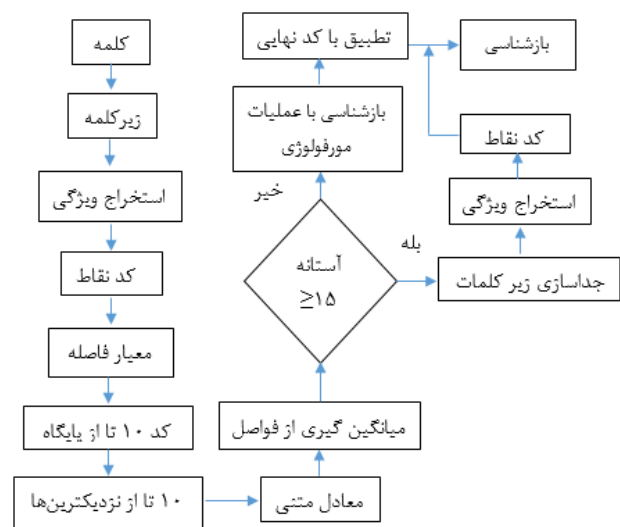 کلمه
زیرکلمه
استخراج ویژگی
کد نقاط
معیار فاصله
کد ۱۰ تا از پایگاه
۱۰ تا از نزدیکترین‌ها
معادل متنی
میانگین گیری از فواصل
آستانه
≥۱۵
خیر
بله
بازشناسی با عملیات
مورفولوژی
تطبیق با کد نهایی
جداسازی زیر کلمات
استخراج ویژگی
کد نقاط
بازشناسی